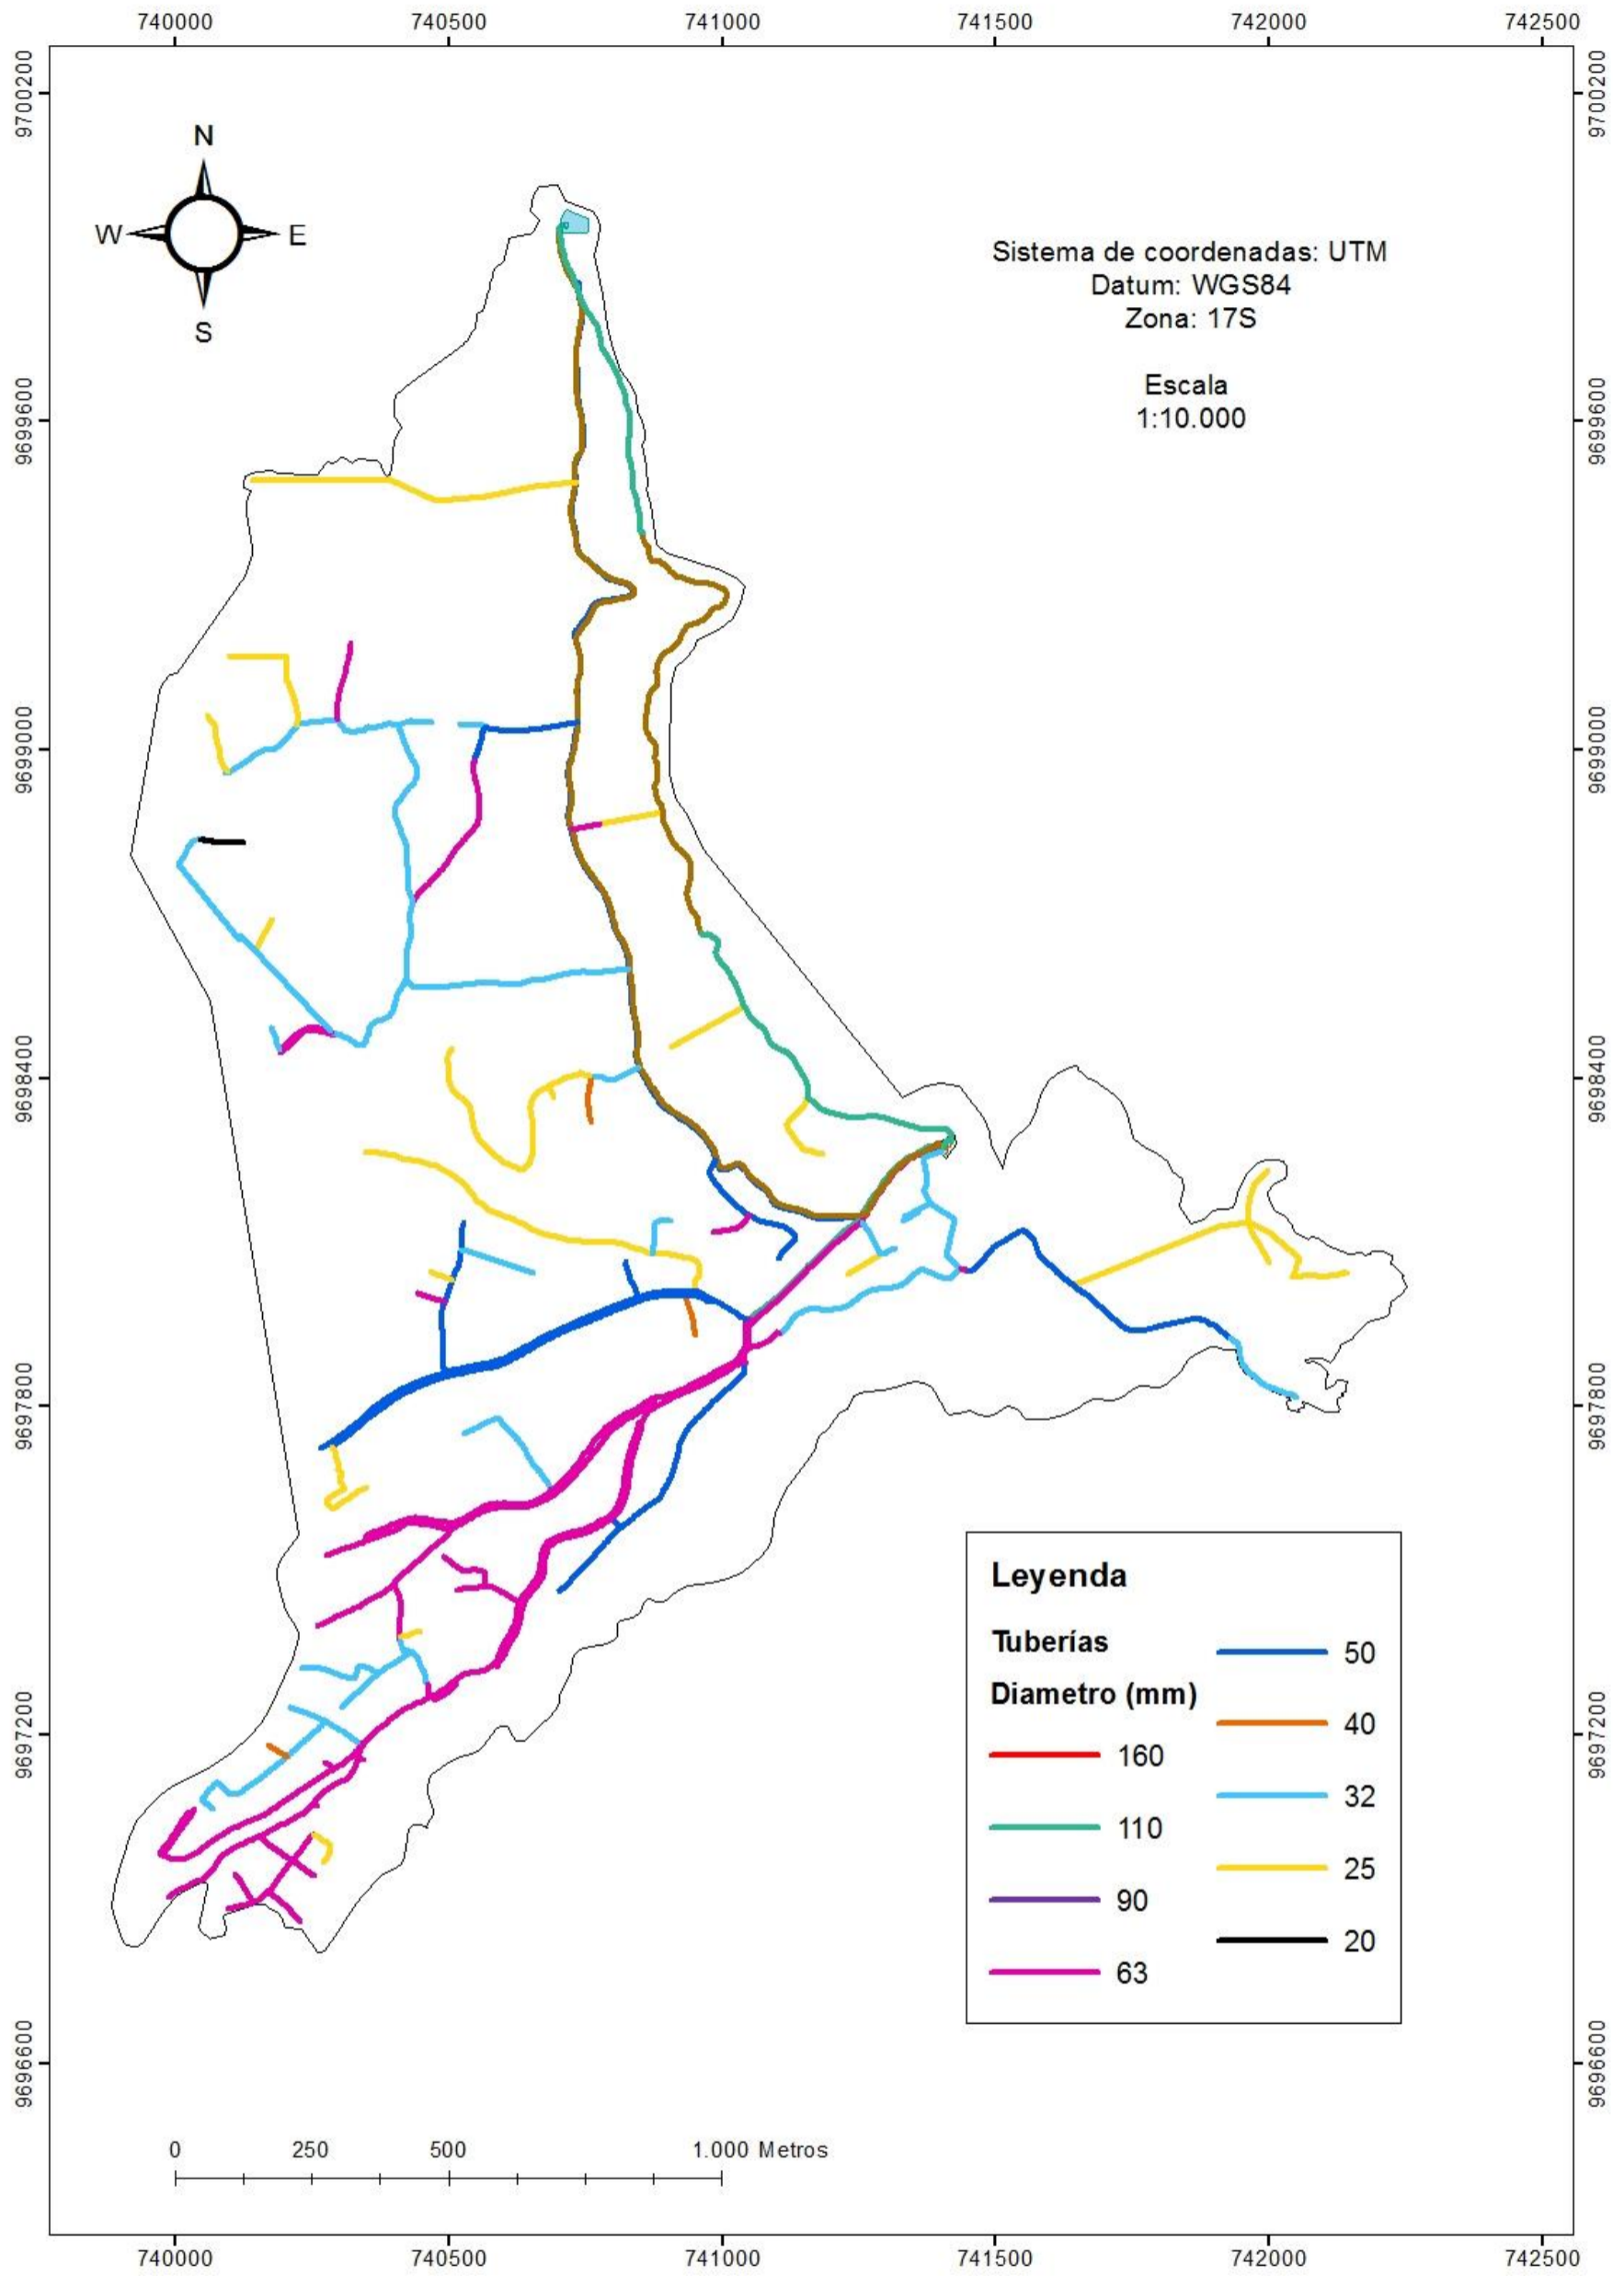 740000 740500 741000 741500 742000 742500
9700200 9700200
N
W E
S
Sistema de coordenadas: UTM
Datum: WGS84
Zona: 17S
Escala
1:10.000
9699600 9699600
9699000 9699000
9698400 9698400
9697800 9697800
Leyenda
Tuberías
Diametro (mm)
160
110
90
63
50
40
32
25
20
9697200 9697200
9696600 9696600
0 250 500 1.000 Metros
740000 740500 741000 741500 742000 742500